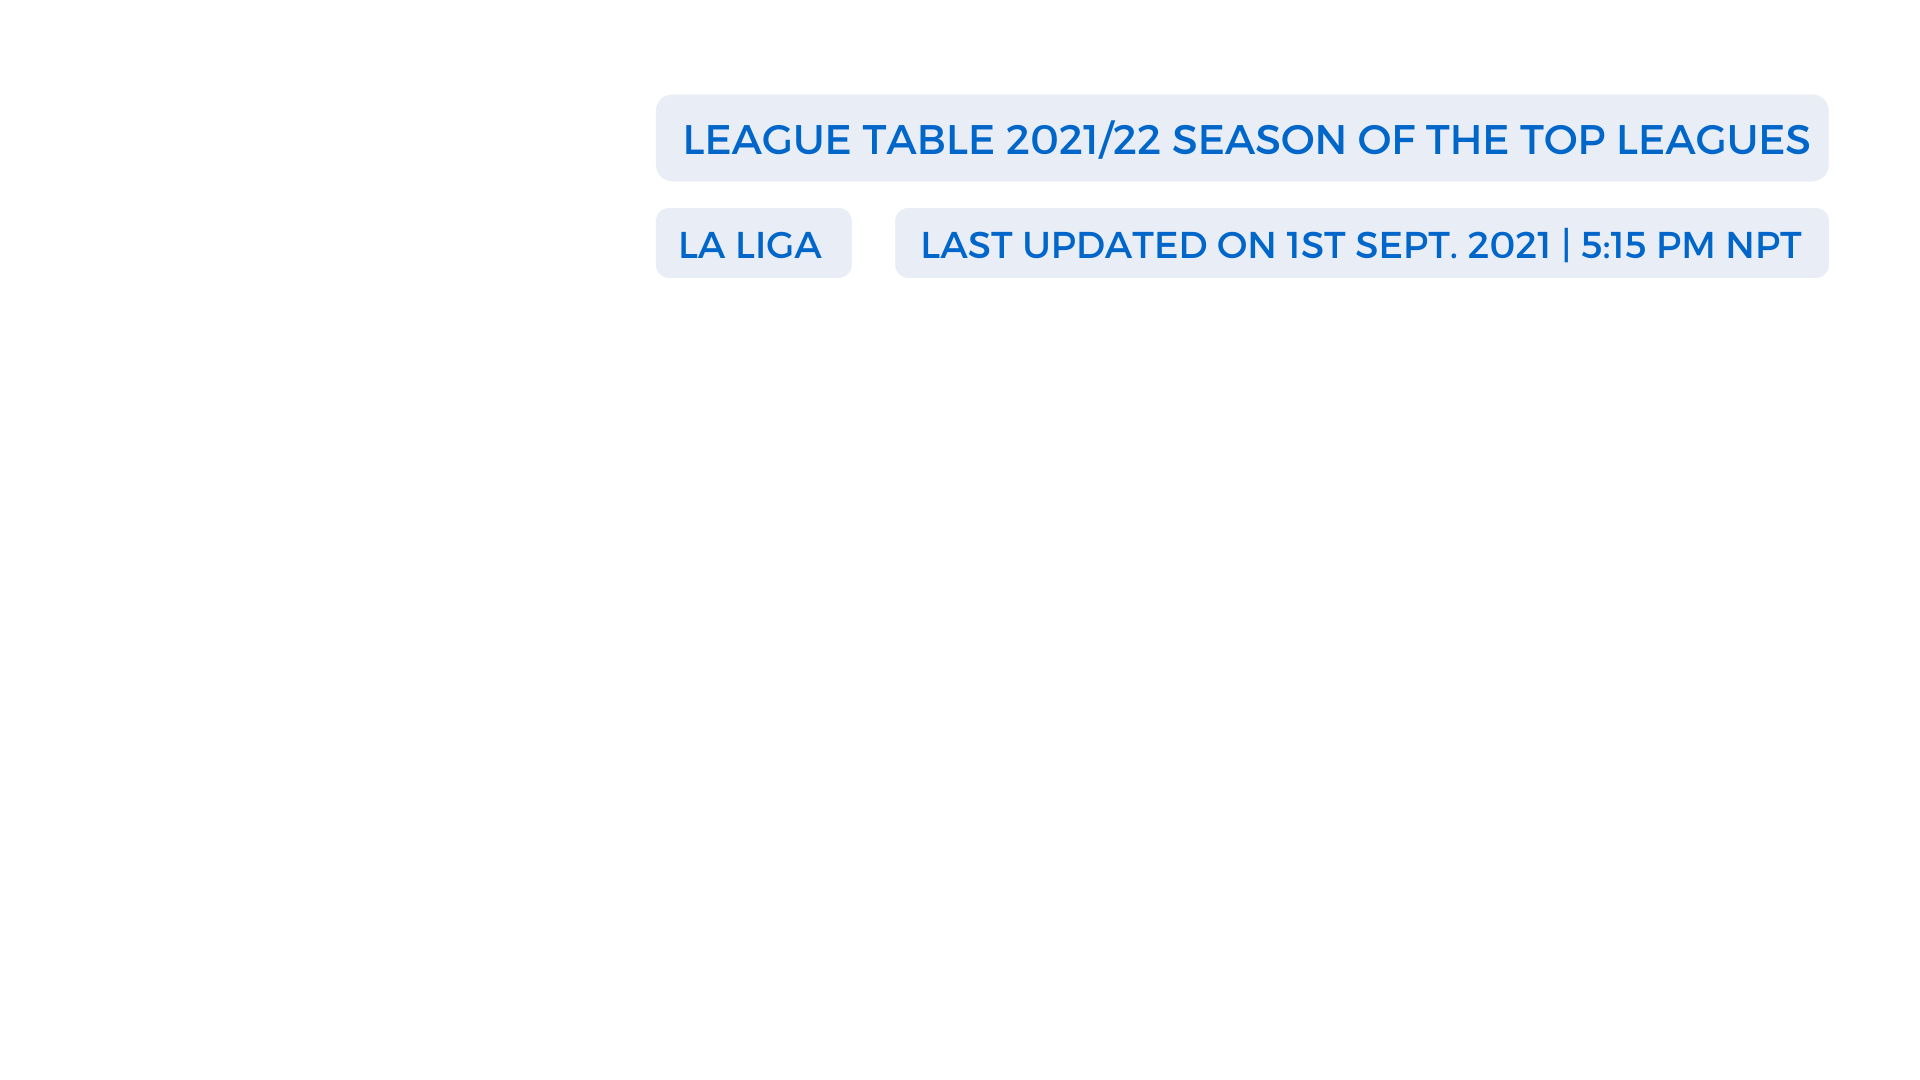 LEAGUE TABLE 2021/22 SEASON OF THE TOP LEAGUES
LA LIGA
LAST UPDATED ON 1ST SEPT. 2021 | 5:15 PM NPT